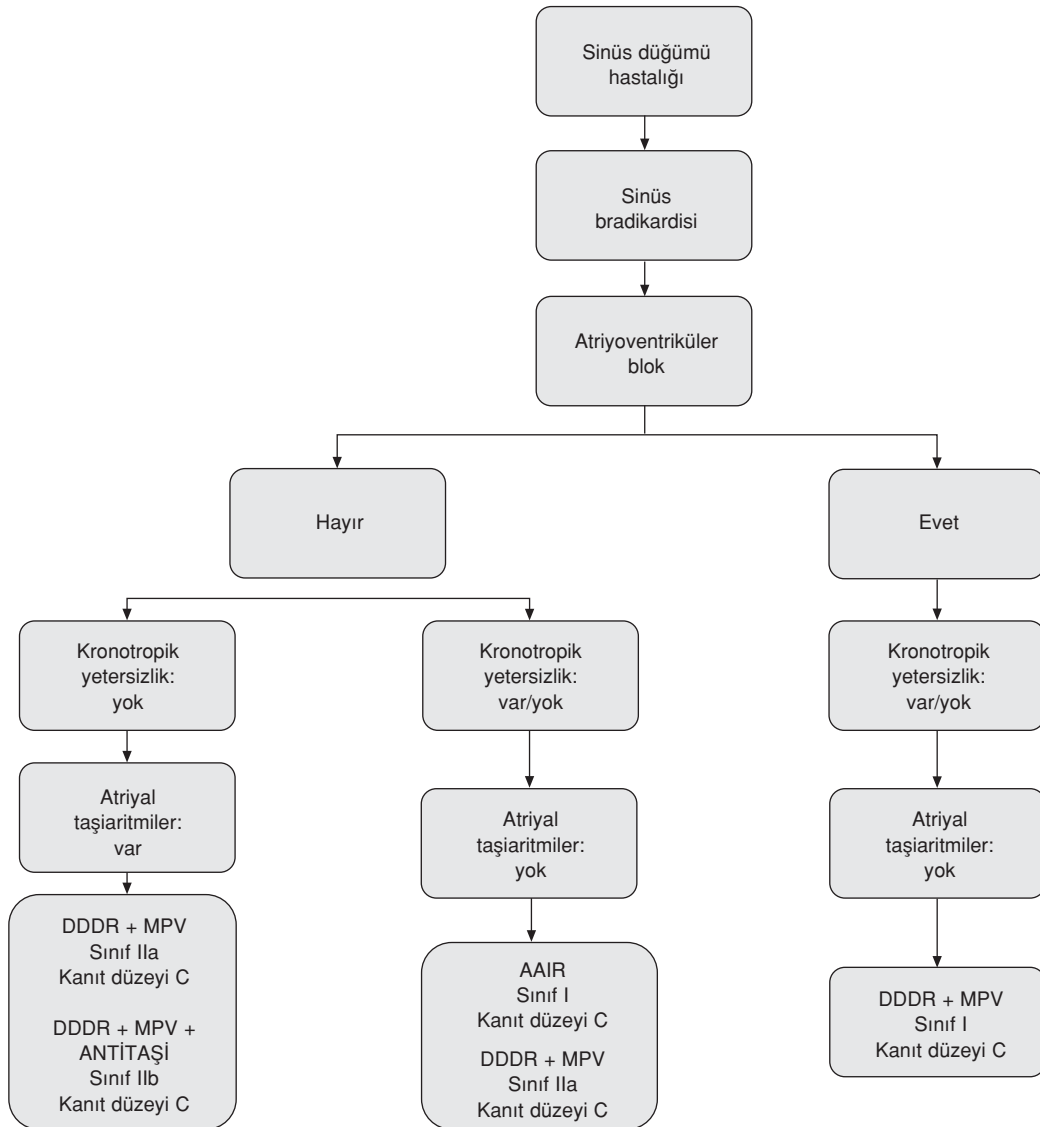 Sinüs düğümü
hastalığı
Sinüs
bradikardisi
Atriyoventriküler
blok
Hayır
Evet
Kronotropik
yetersizlik:
yok
Kronotropik
yetersizlik:
var/yok
Kronotropik
yetersizlik:
var/yok
Atriyal
taşiaritmiler:
var
Atriyal
taşiaritmiler:
yok
Atriyal
taşiaritmiler:
yok
DDDR + MPV
Sınıf IIa
Kanıt düzeyi C
DDDR + MPV +
ANTİTAŞİ
Sınıf IIb
Kanıt düzeyi C
AAIR
Sınıf I
Kanıt düzeyi C
DDDR + MPV
Sınıf IIa
Kanıt düzeyi C
DDDR + MPV
Sınıf I
Kanıt düzeyi C